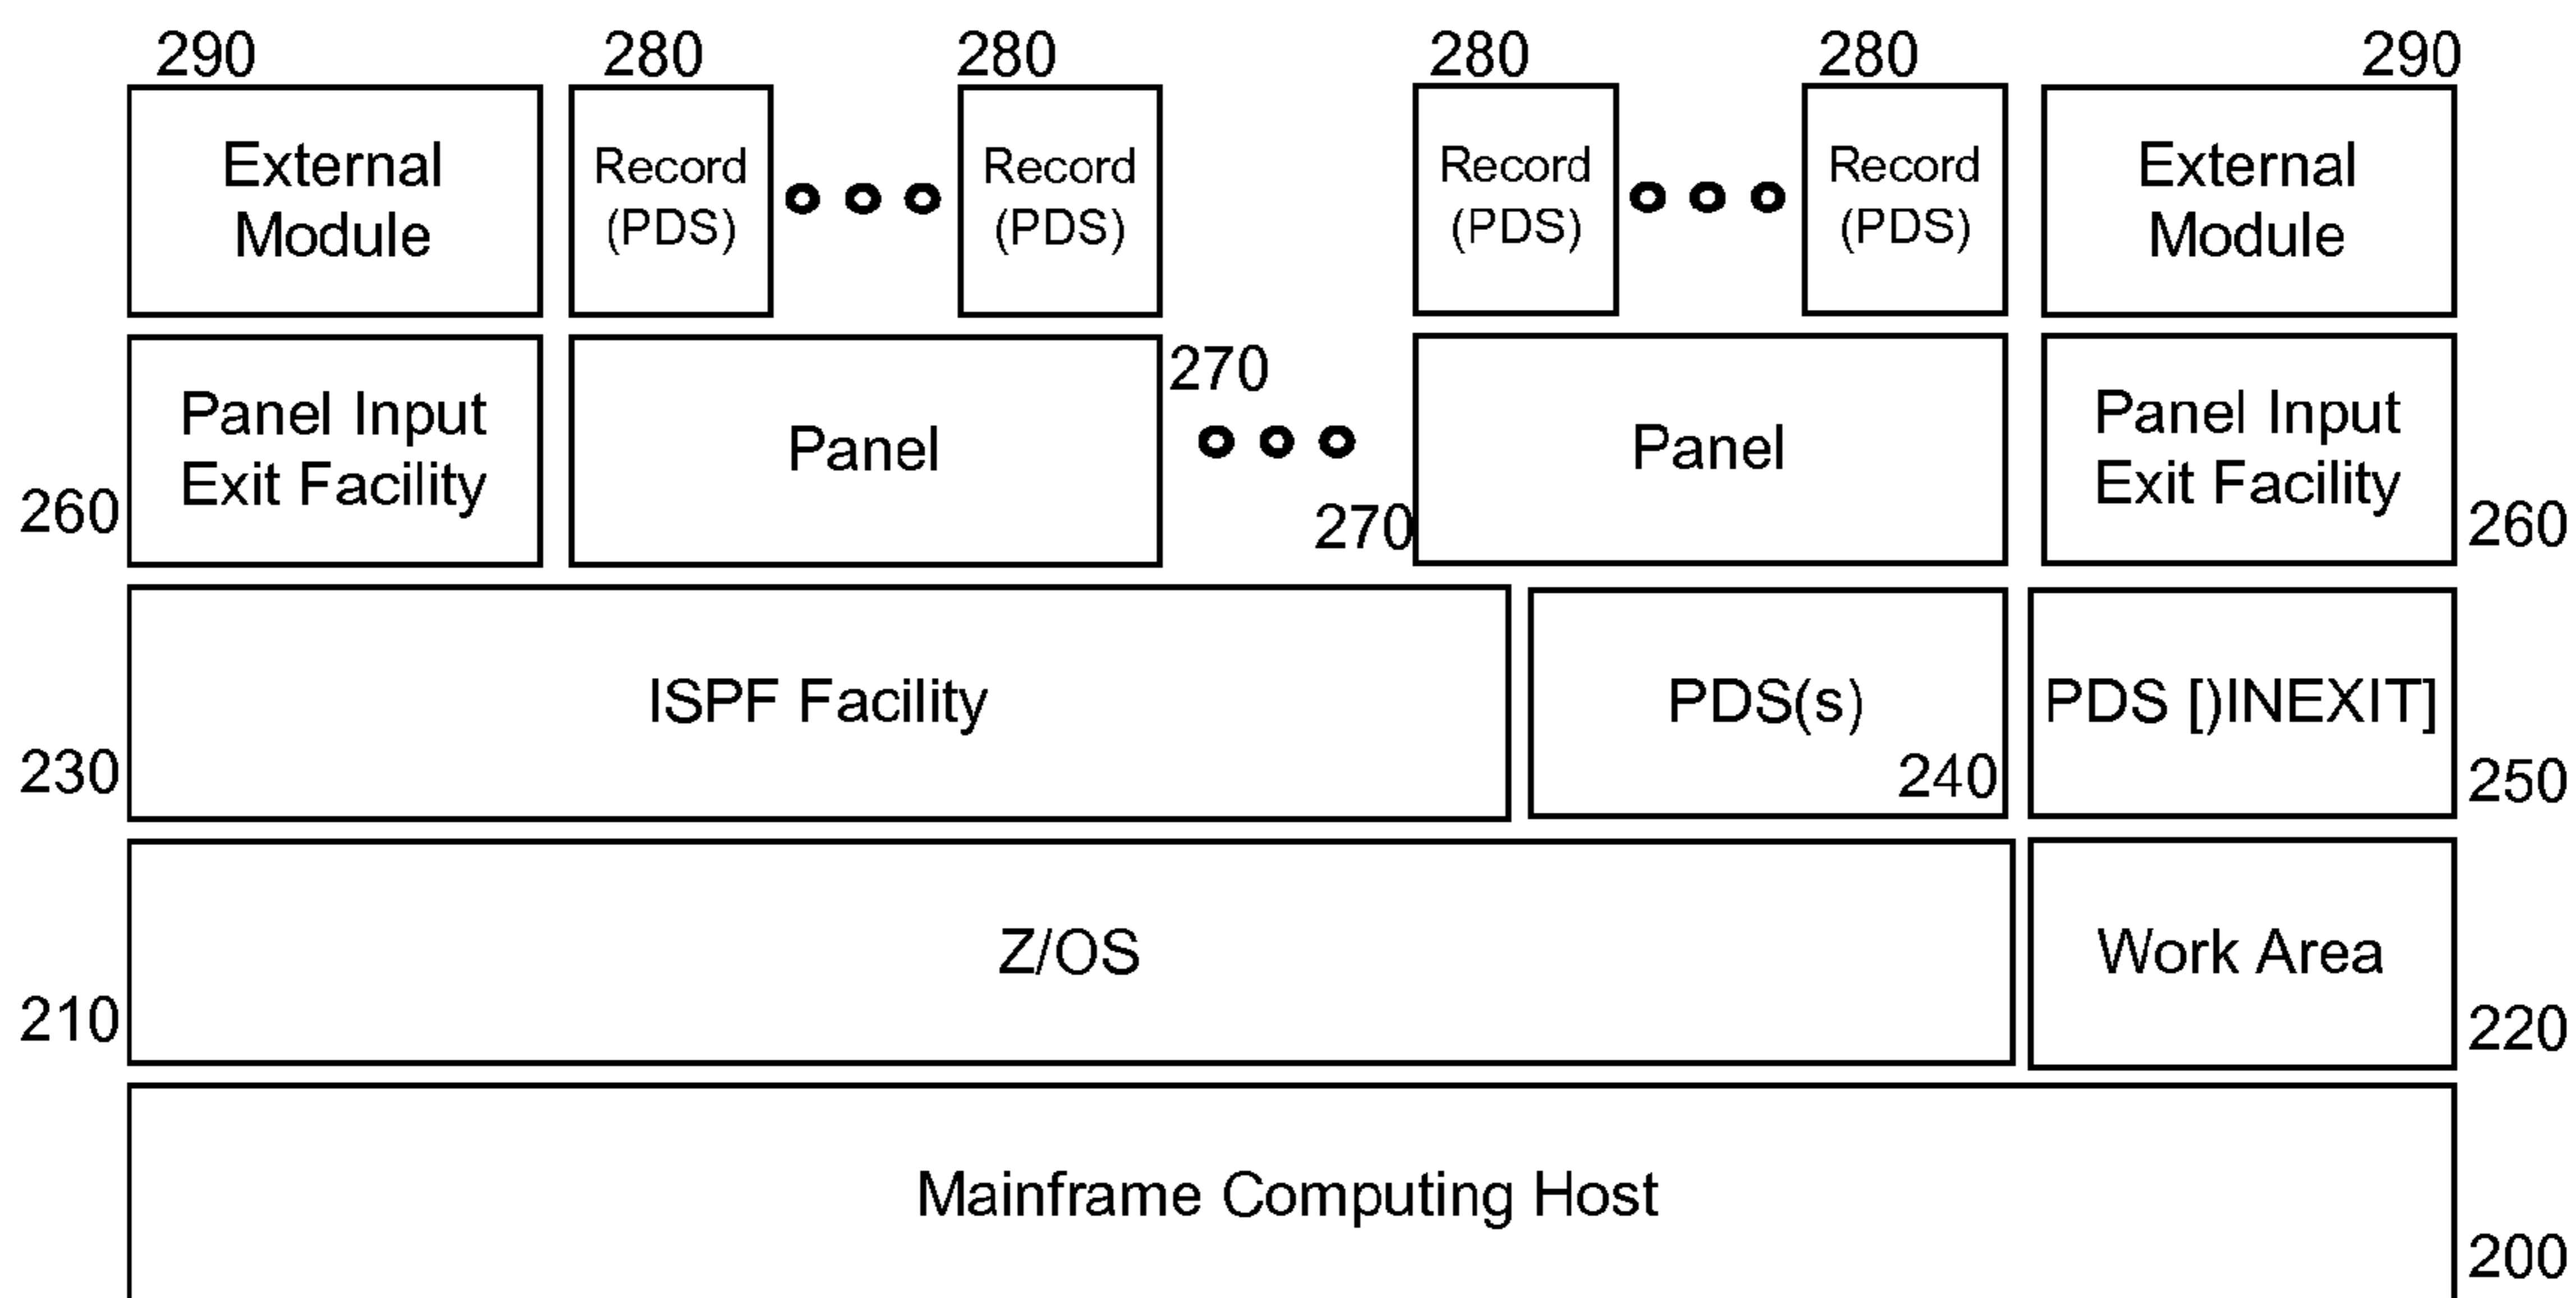 290 280 280 280 280 290
External Module
Record (PDS)
Record (PDS)
Record (PDS)
Record (PDS)
External Module
Panel Input
Exit Facility
260
Panel
270
270
Panel
Panel Input
Exit Facility
260
ISPF Facility
230
PDS(s)
240
PDS [)INEXIT]
250
Z/OS
210
Work Area
220
Mainframe Computing Host
200